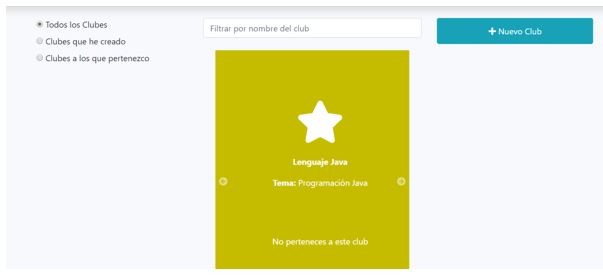 Todos los Clubes
Clubes que he creado
Clubes a los que pertenezco
Filtrar por nombre del club
Nuevo Club
Lenguaje Java
Tema: Programación Java
No perteneces a este club